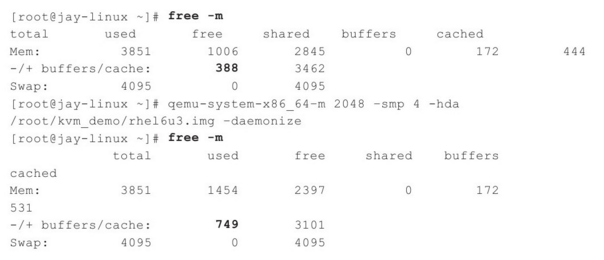 [root@jay-linux ~]# free -m
total used free shared buffers cached
Mem: 3851 1006 2845 0 172 444
-/+ buffers/cache: 388 3462
Swap: 4095 0 4095
[root@jay-linux ~]# qemu-system-x86_64-m 2048 –smp 4 -hda
/root/kvm_demo/rhel6u3.img -daemonize
[root@jay-linux ~]# free -m
total used free shared buffers
cached
Mem: 3851 1454 2397 0 172
531
-/+ buffers/cache: 749 3101
Swap: 4095 0 4095